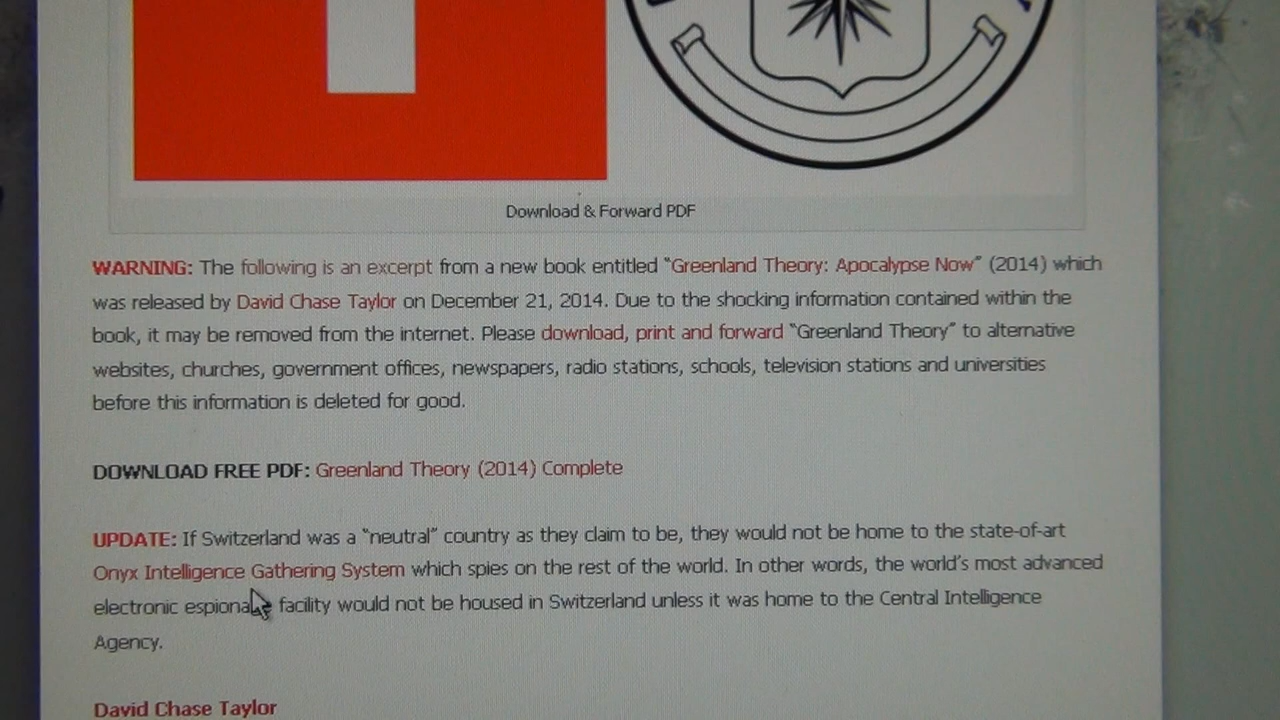 Download & Forward PDF
WARNING: The following is an excerpt from a new book entitled "Greenland Theory: Apocalypse Now" (2014) which
was released by David Chase Taylor on December 21, 2014. Due to the shocking information contained within the
book, it may be removed from the internet. Please download, print and forward "Greenland Theory" to alternative
websites, churches, government offices, newspapers, radio stations, schools, television stations and universities
before this information is deleted for good.
DOWNLOAD FREE PDF: Greenland Theory (2014) Complete
UPDATE: If Switzerland was a "neutral" country as they claim to be, they would not be home to the state-of-art
Onyx Intelligence Gathering System which spies on the rest of the world. In other words, the world's most advanced
electronic facility would not be housed in Switzerland unless it was home to the Central Intelligence
Agency.
David Chase Taylor